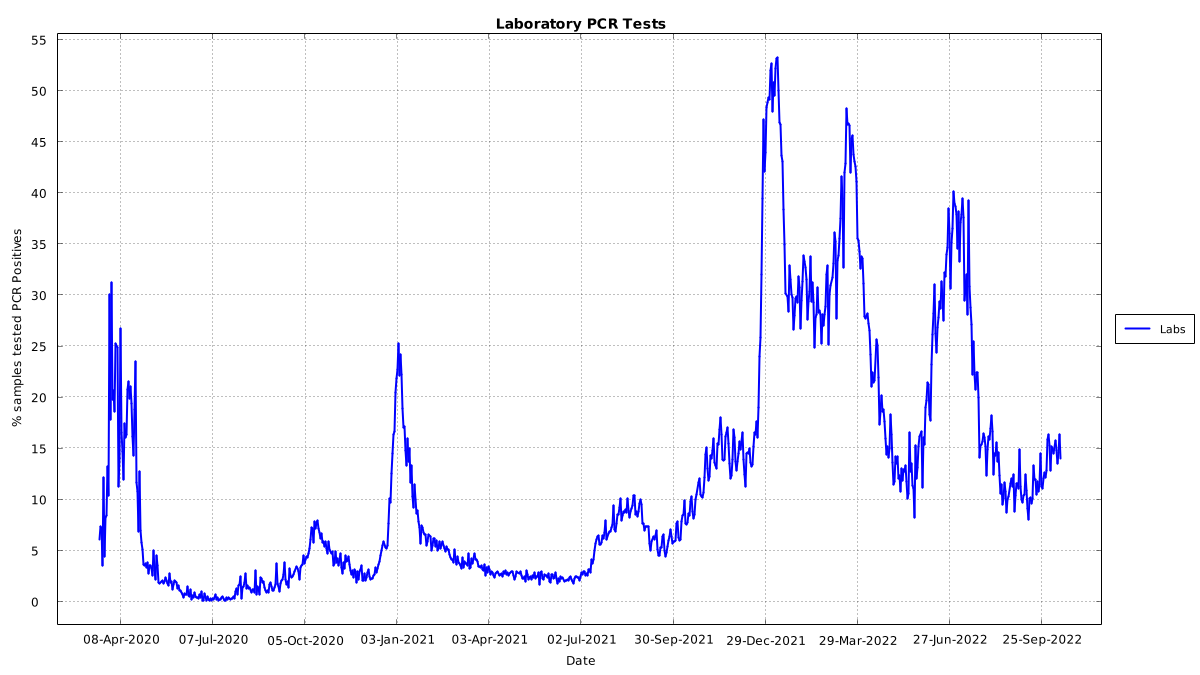 Laboratory PCR Tests
% samples tested PCR Positives
55
50
45
40
35
30
25
20
15
10
5
0
08-Apr-2020 07-Jul-2020 05-Oct-2020 03-Jan-2021 03-Apr-2021 02-Jul-2021 30-Sep-2021 29-Dec-2021 29-Mar-2022 27-Jun-2022 25-Sep-2022
Date
Labs